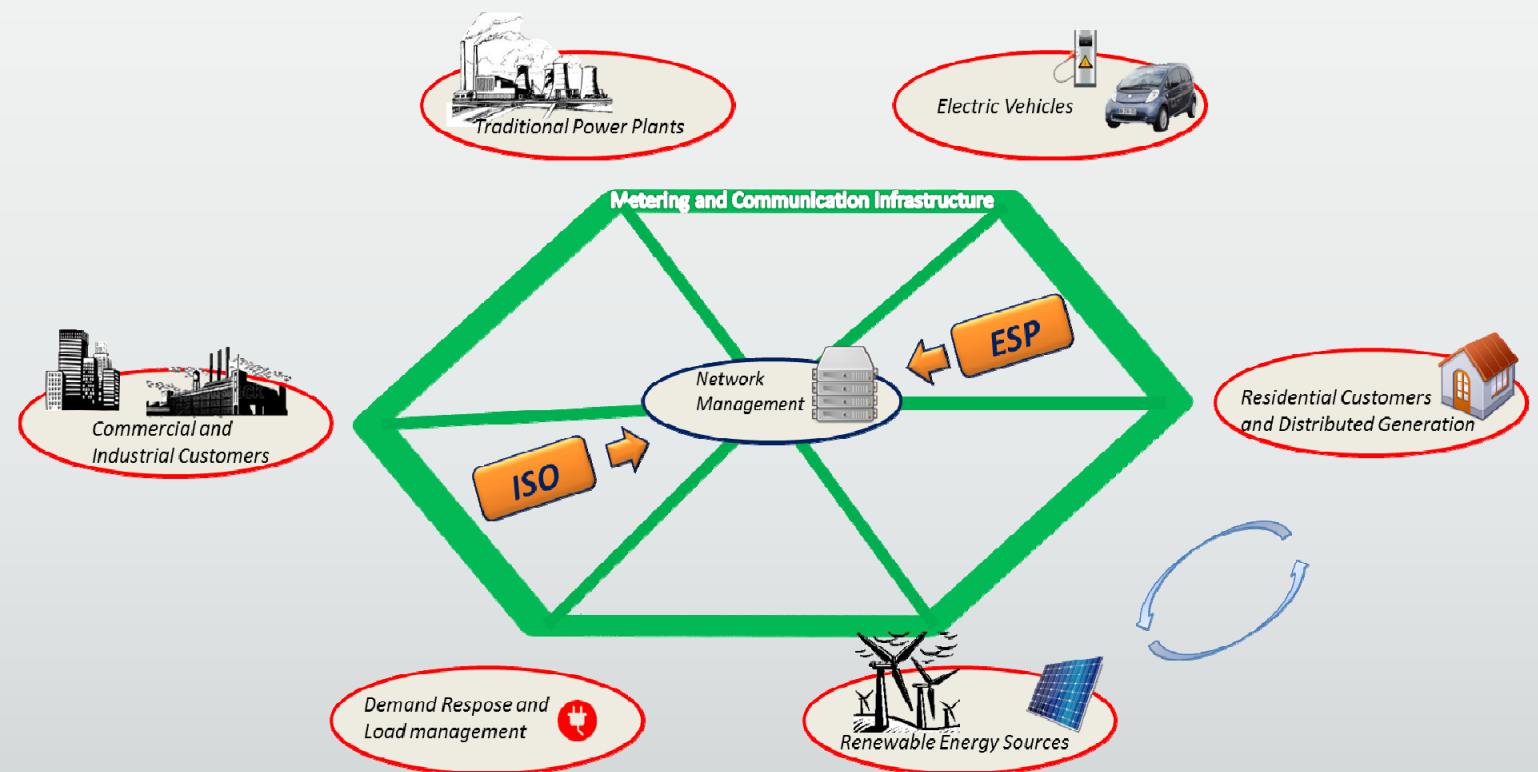 Traditional Power Plants
Electric Vehicles
Metering and Communication Infrastructure
ESP
Network
Management
Residential Customers
and Distributed Generation
Commercial and
Industrial Customers
ISO
Demand Respose and
Load management
Renewable Energy Sources